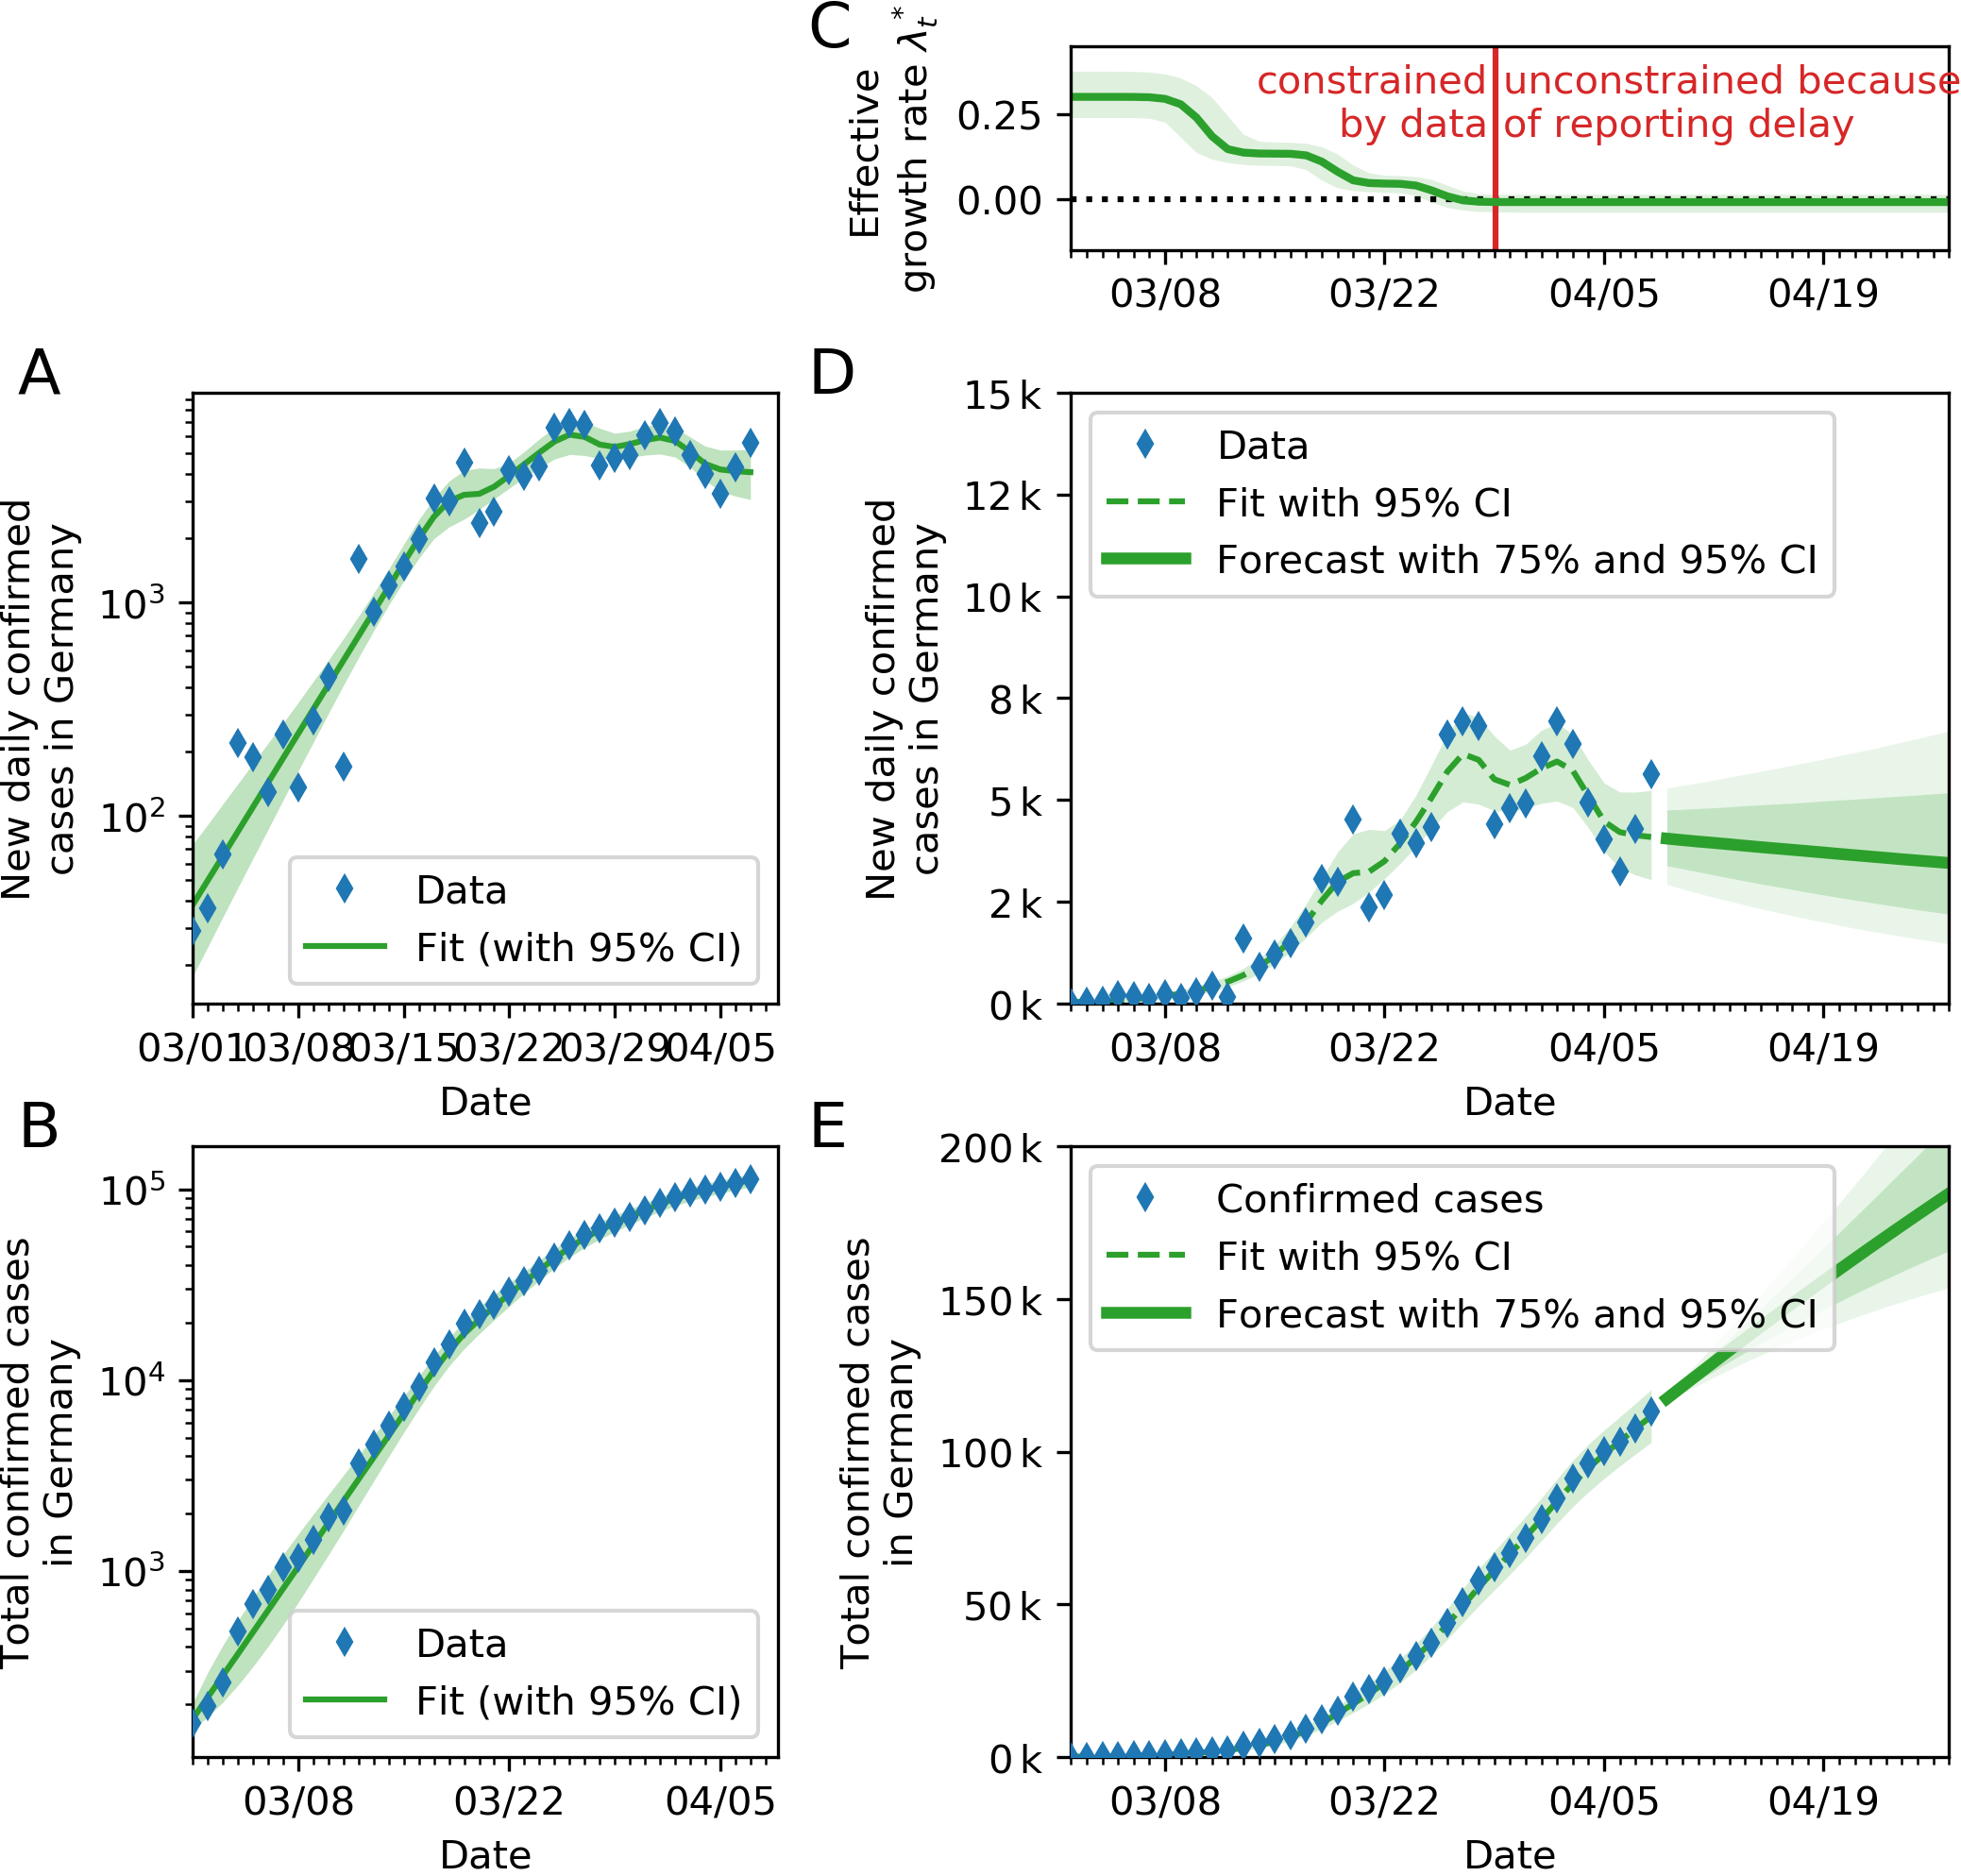 C
Effective
growth rate λ*t
0.25
0.00
constrained
by data
unconstrained because
of reporting delay
03/08
03/22
04/05
04/19
A
New daily confirmed
cases in Germany
10³
10²
Data
Fit (with 95% CI)
03/01
03/08
03/15
03/22
03/29
04/05
Date
D
New daily confirmed
cases in Germany
15 k
12 k
10 k
8 k
5 k
2 k
0 k
Data
Fit with 95% CI
Forecast with 75% and 95% CI
03/08
03/22
04/05
04/19
Date
B
Total confirmed cases
in Germany
10⁵
10⁴
10³
Data
Fit (with 95% CI)
03/08
03/22
04/05
Date
E
Total confirmed cases
in Germany
200 k
150 k
100 k
50 k
0 k
Confirmed cases
Fit with 95% CI
Forecast with 75% and 95% CI
03/08
03/22
04/05
04/19
Date